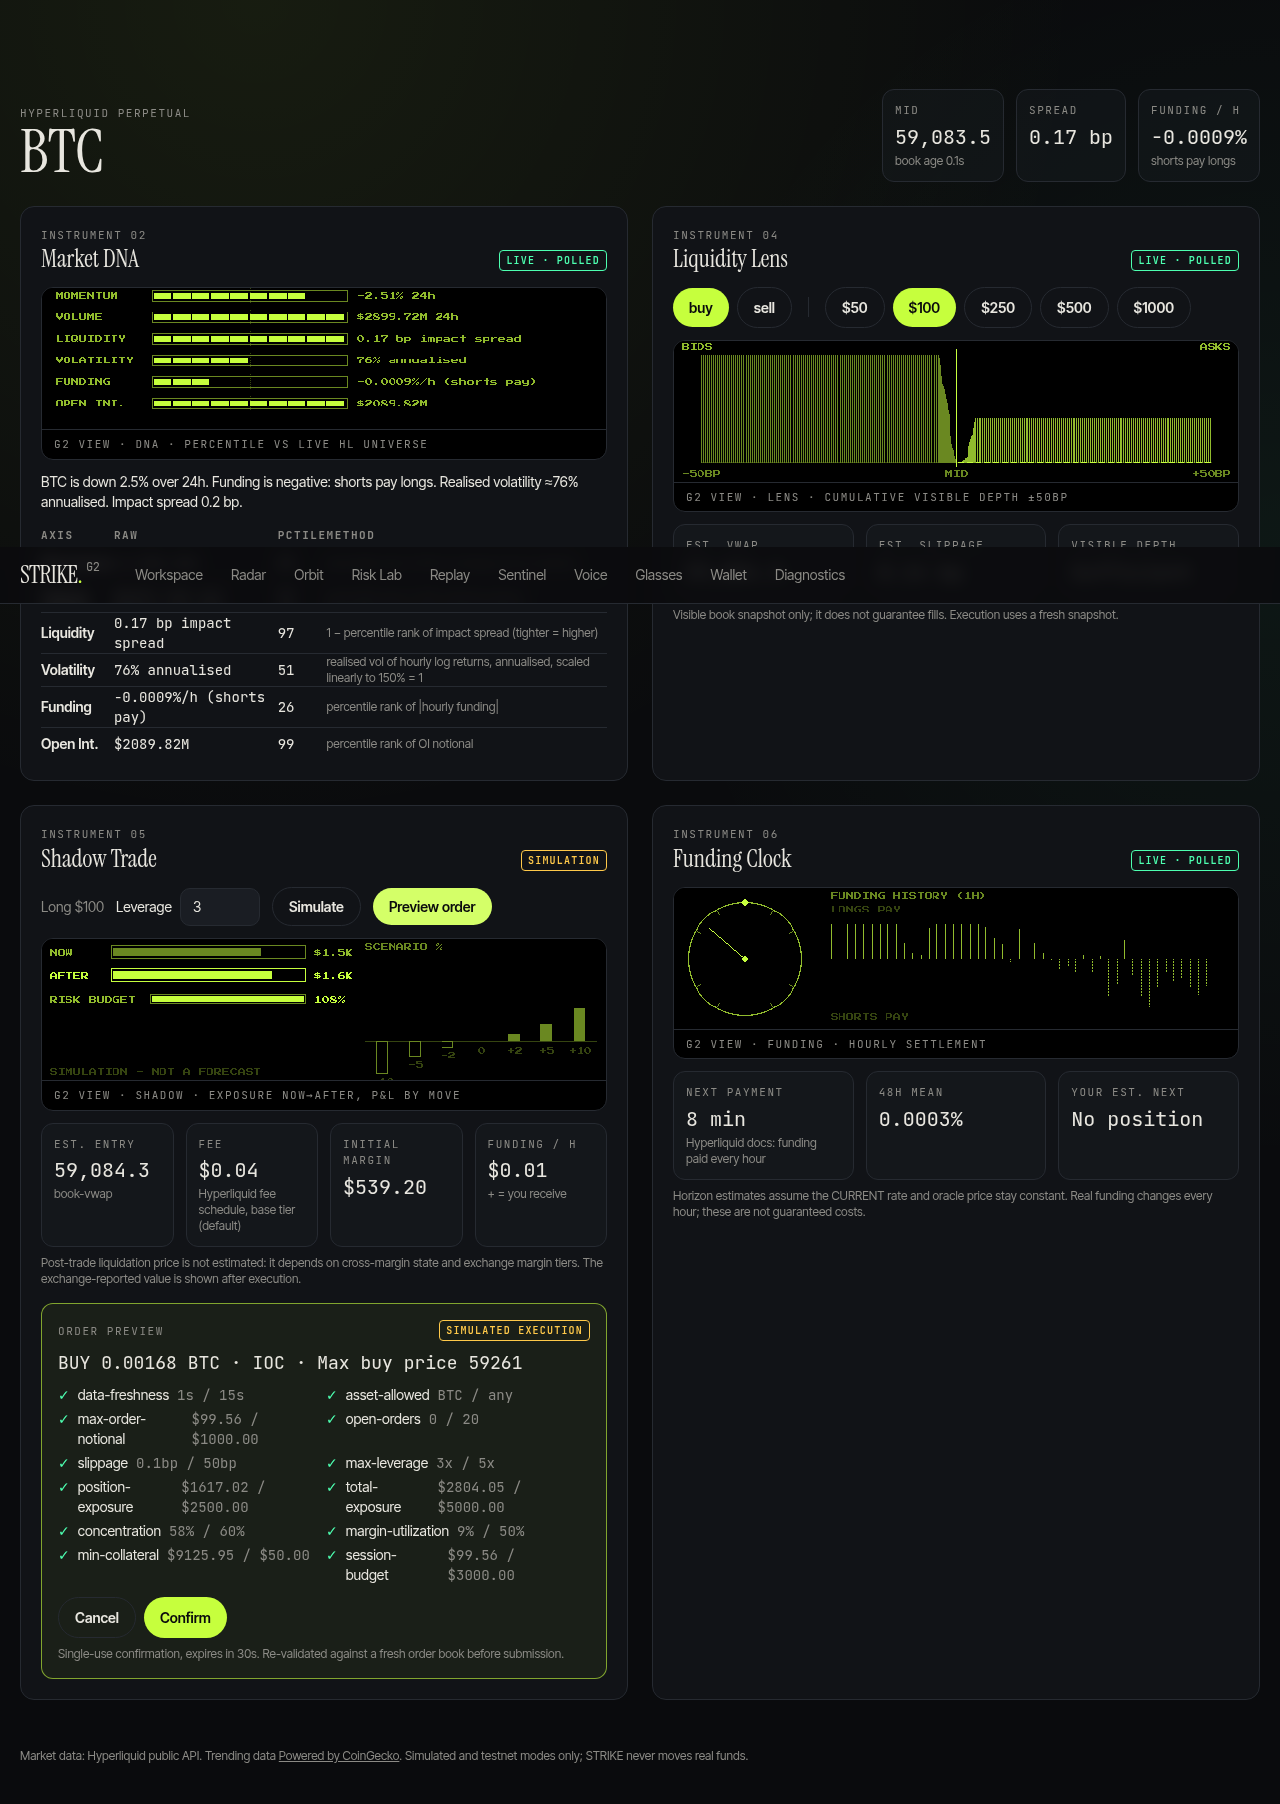 HYPERLIQUID PERPETUAL
BTC
MID
59,083.5
book age 0.1s
SPREAD
0.17 bp
FUNDING / H
-0.0009%
shorts pay longs
INSTRUMENT 02
Market DNA
LIVE · POLLED
MOMENTUM -2.51% 24h
VOLUME $2899.72M 24h
LIQUIDITY 0.17 bp impact spread
VOLATILITY 76% annualised
FUNDING -0.0009%/h (shorts pay)
OPEN INT. $2089.82M
G2 VIEW · DNA · PERCENTILE VS LIVE HL UNIVERSE
BTC is down 2.5% over 24h. Funding is negative: shorts pay longs. Realised volatility ≈76%
annualised. Impact spread 0.2 bp.
AXIS RAW PCTILE METHOD
INSTRUMENT 04
Liquidity Lens
LIVE · POLLED
buy sell $50 $100 $250 $500 $1000
BIDS ASKS
-50BP MID +50BP
G2 VIEW · LENS · CUMULATIVE VISIBLE DEPTH ±50BP
EST. VWAP EST. SLIPPAGE VISIBLE DEPTH
STRIKE. G2 Workspace Radar Orbit Risk Lab Replay Sentinel Voice Glasses Wallet Diagnostics
Visible book snapshot only; it does not guarantee fills. Execution uses a fresh snapshot.
Liquidity 0.17 bp impact spread 97 1 – percentile rank of impact spread (tighter = higher)
Volatility 76% annualised 51 realised vol of hourly log returns, annualised, scaled linearly to 150% = 1
Funding -0.0009%/h (shorts pay) 26 percentile rank of |hourly funding|
Open Int. $2089.82M 99 percentile rank of OI notional
INSTRUMENT 05
Shadow Trade
SIMULATION
Long $100 Leverage 3 Simulate Preview order
NOW $1.5K
AFTER $1.6K
RISK BUDGET 108%
SCENARIO %
-5 -2 0 +2 +5 +10
SIMULATION - NOT A FORECAST
G2 VIEW · SHADOW · EXPOSURE NOW→AFTER, P&L BY MOVE
EST. ENTRY
59,084.3
book-vwap
FEE
$0.04
Hyperliquid fee
schedule, base tier
(default)
INITIAL
MARGIN
$539.20
FUNDING / H
$0.01
+ = you receive
Post-trade liquidation price is not estimated: it depends on cross-margin state and exchange margin tiers. The
exchange-reported value is shown after execution.
ORDER PREVIEW
SIMULATED EXECUTION
BUY 0.00168 BTC · IOC · Max buy price 59261
✓ data-freshness 1s / 15s
✓ asset-allowed BTC / any
✓ max-order-notional $99.56 / $1000.00
✓ open-orders 0 / 20
✓ slippage 0.1bp / 50bp
✓ max-leverage 3x / 5x
✓ position-exposure $1617.02 / $2500.00
✓ total-exposure $2804.05 / $5000.00
✓ concentration 58% / 60%
✓ margin-utilization 9% / 50%
✓ min-collateral $9125.95 / $50.00
✓ session-budget $99.56 / $3000.00
Cancel Confirm
Single-use confirmation, expires in 30s. Re-validated against a fresh order book before submission.
INSTRUMENT 06
Funding Clock
LIVE · POLLED
FUNDING HISTORY (1H)
LONGS PAY
SHORTS PAY
G2 VIEW · FUNDING · HOURLY SETTLEMENT
NEXT PAYMENT
8 min
Hyperliquid docs: funding
paid every hour
48H MEAN
0.0003%
YOUR EST. NEXT
No position
Horizon estimates assume the CURRENT rate and oracle price stay constant. Real funding changes every
hour; these are not guaranteed costs.
Market data: Hyperliquid public API. Trending data Powered by CoinGecko. Simulated and testnet modes only; STRIKE never moves real funds.